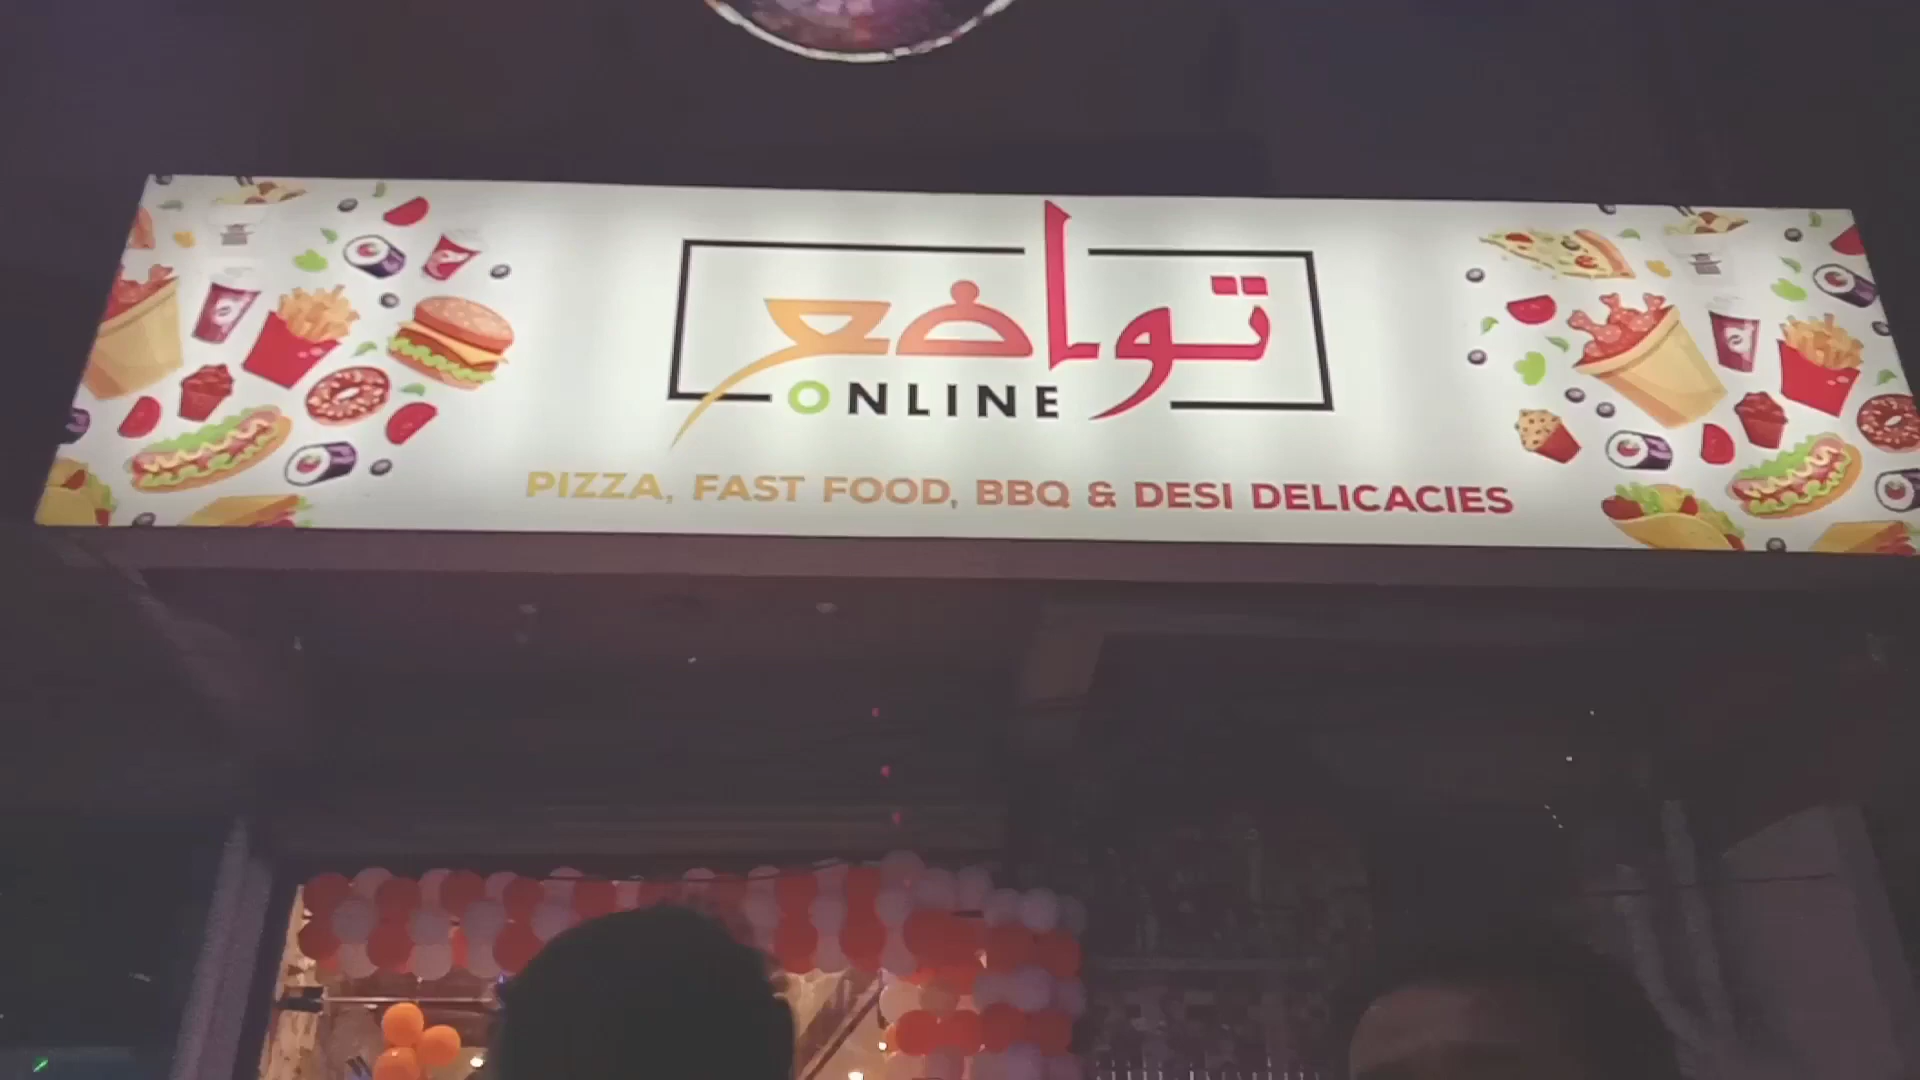 تواضع
ONLINE
PIZZA, FAST FOOD, BBQ & DESI DELICACIES